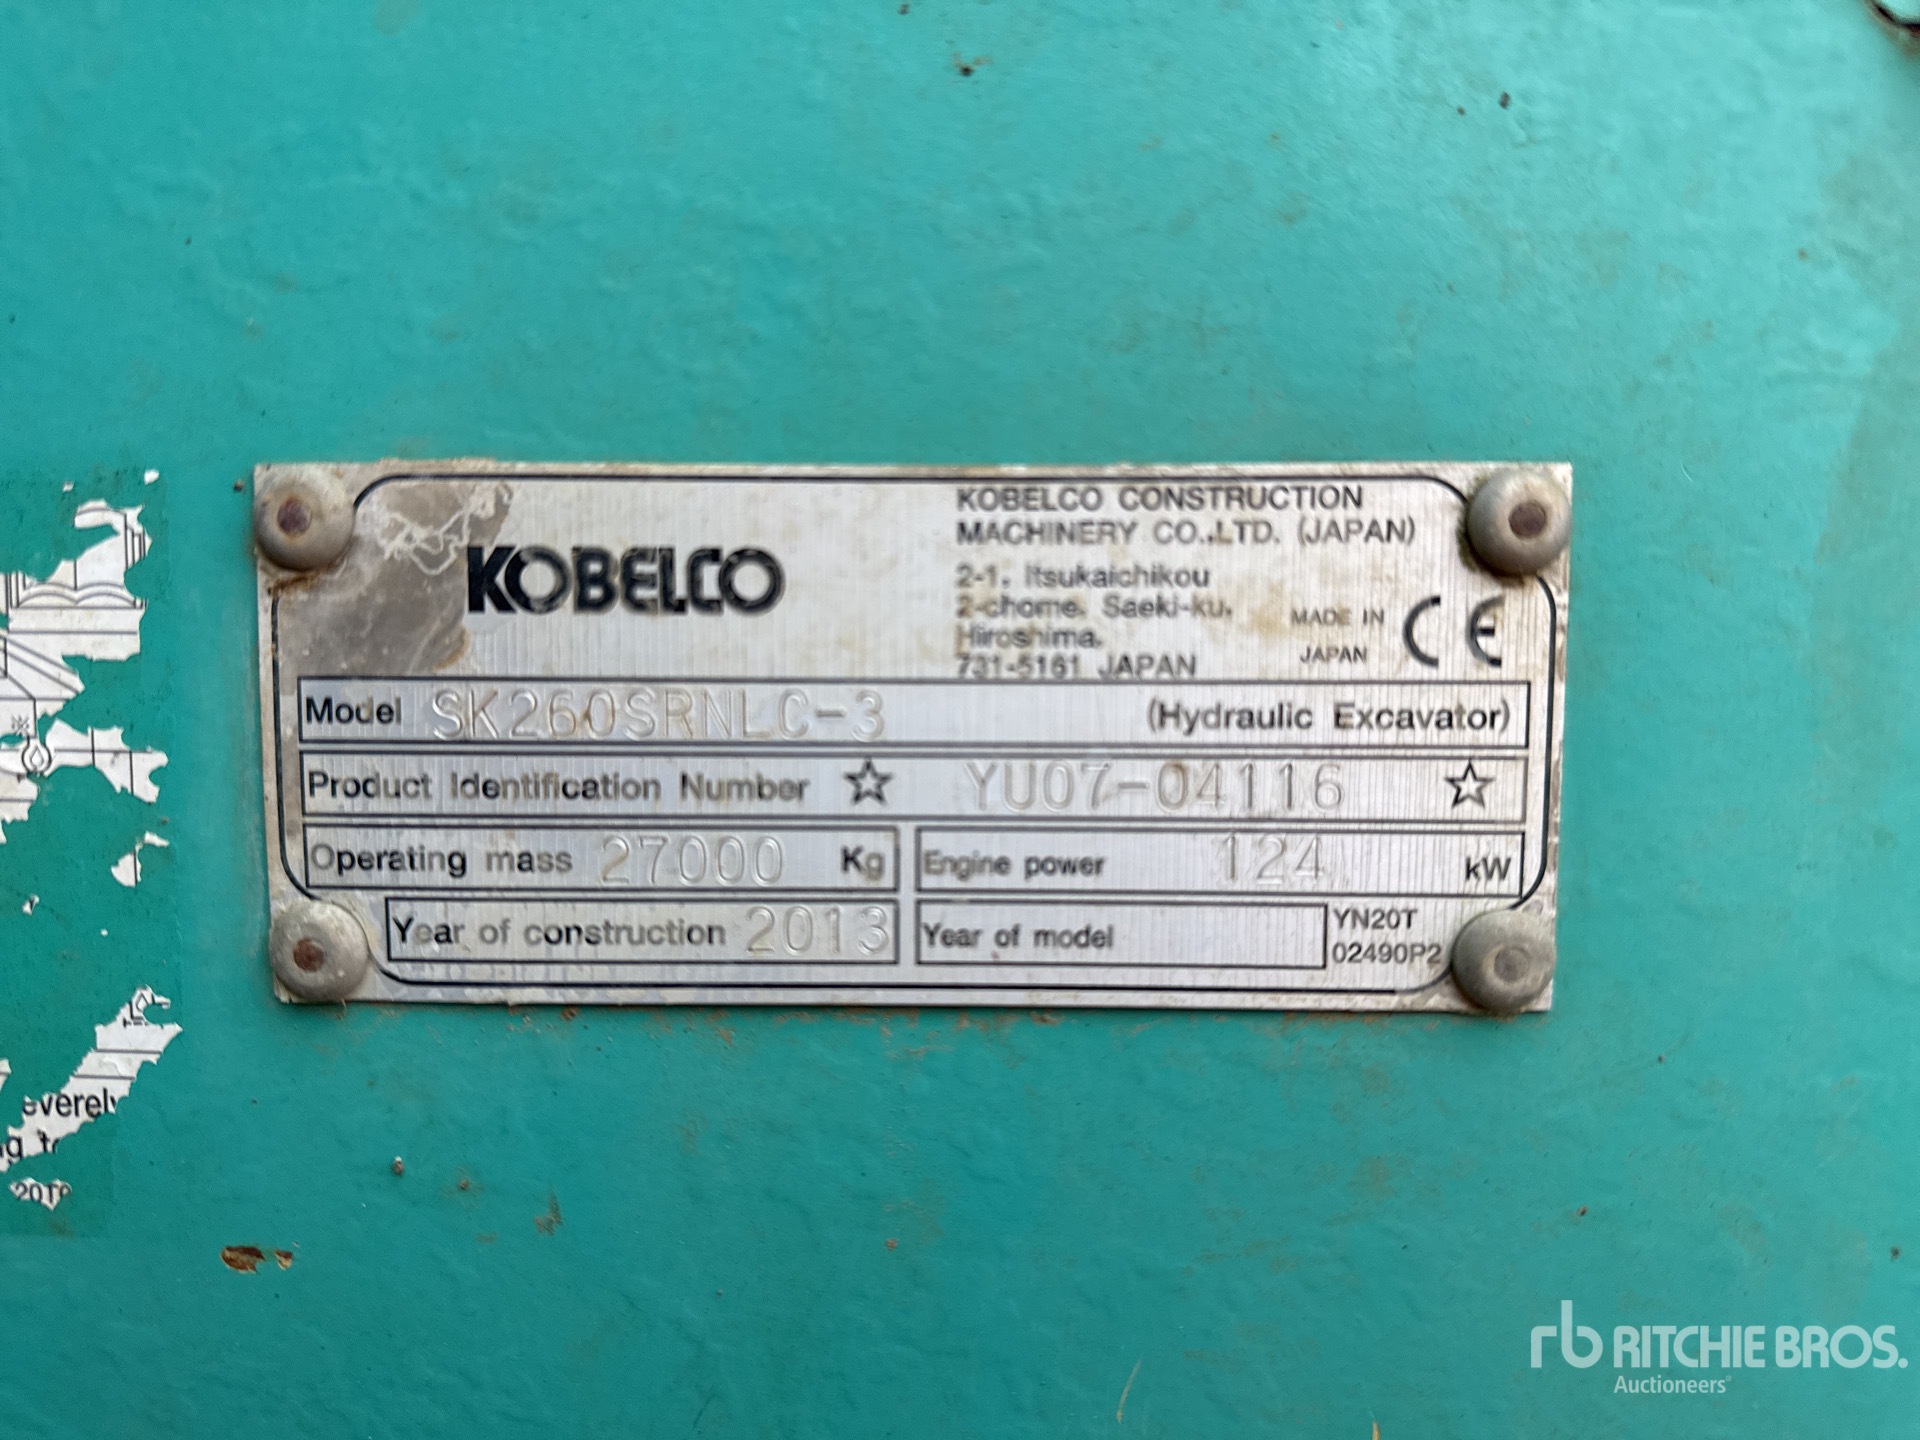 KOBELCO
KOBELCO CONSTRUCTION
MACHINERY CO.,LTD. (JAPAN)
2-1, Itsukaichikou
2-chome, Saeki-ku,
Hiroshima,
731-5161 JAPAN
MADE IN
JAPAN
CE
Model SK260SRNLC-3 (Hydraulic Excavator)
Product Identification Number ☆ YU07-04116 ☆
Operating mass 27000 Kg
Engine power 124 kW
Year of construction 2013
Year of model
YN20T
02490P2
rb RITCHIE BROS.
Auctioneers